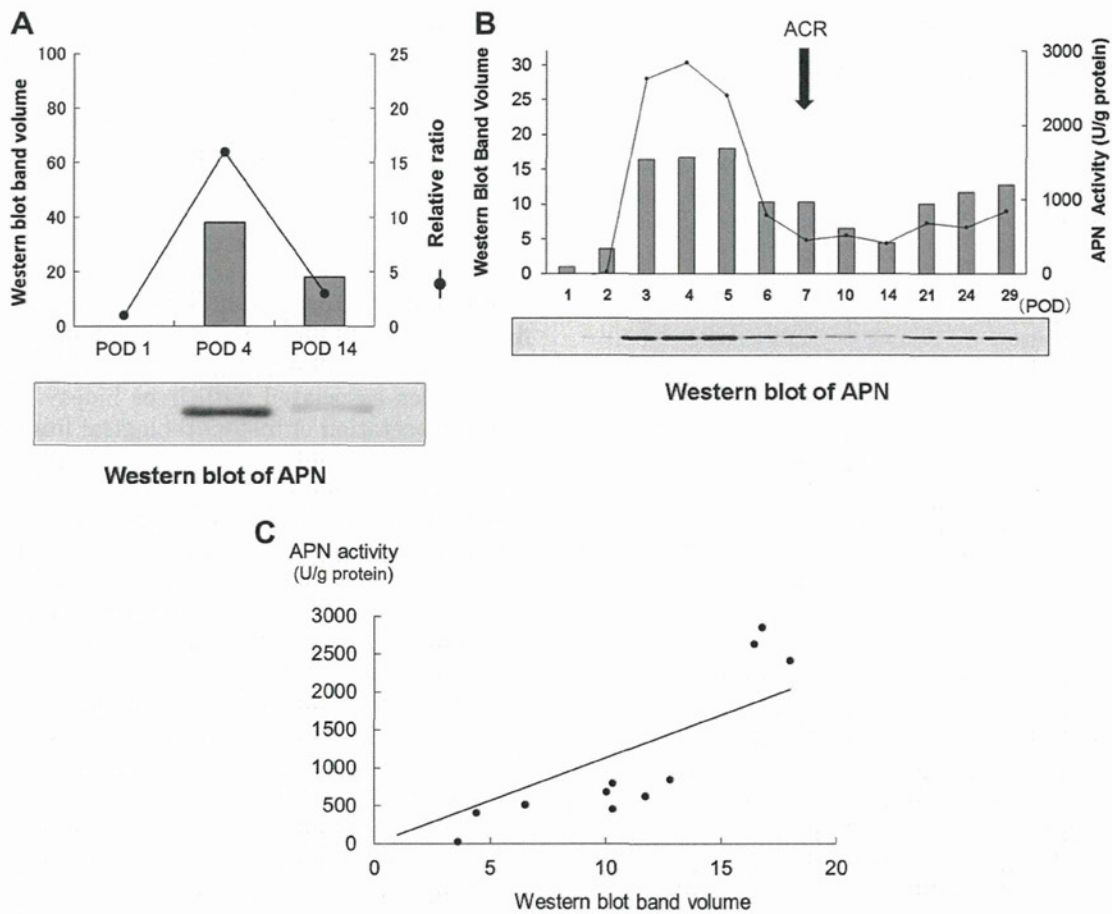 A
Western blot band volume
100
80
60
40
20
0
25
20
15
10
5
0
Relative ratio
POD 1 POD 4 POD 14
Western blot of APN
B
ACR
Western Blot Band Volume
30
25
20
15
10
5
0
3000
2000
1000
0
APN Activity (U/g protein)
1 2 3 4 5 6 7 10 14 21 24 29
(POD)
Western blot of APN
C
APN activity
(U/g protein)
3000
2500
2000
1500
1000
500
0
0 5 10 15 20
Western blot band volume